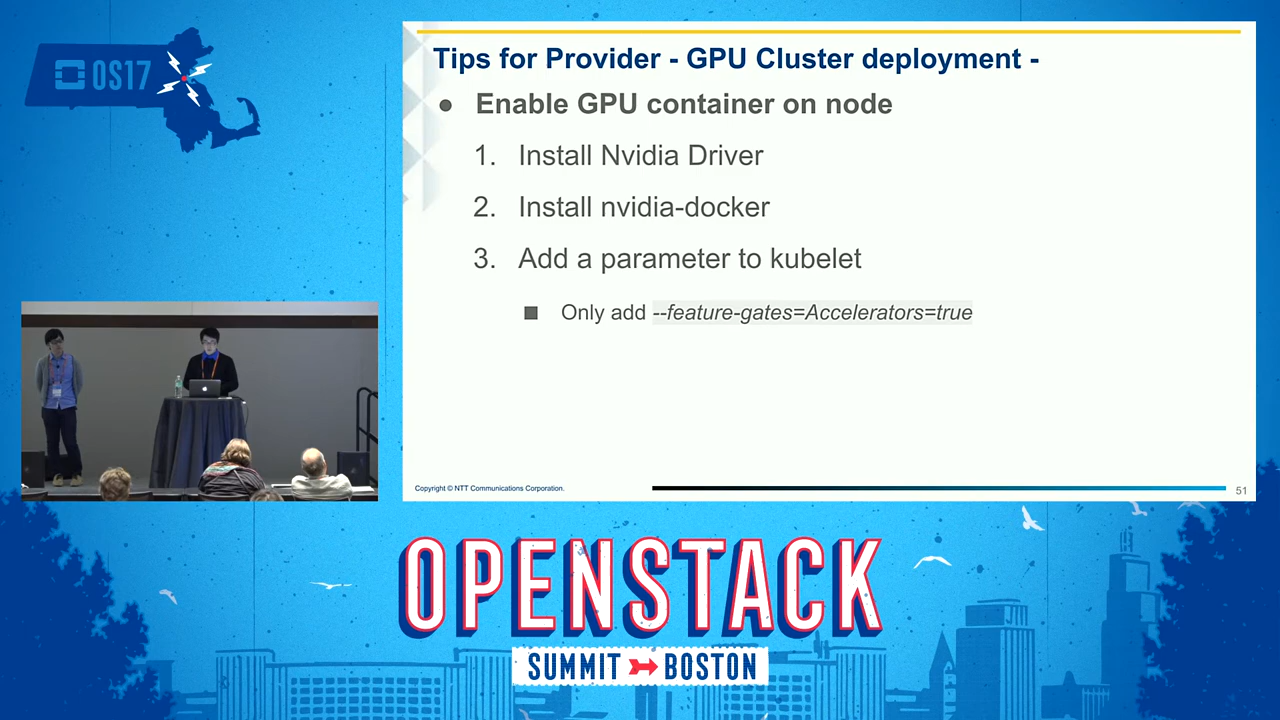 OS17
Tips for Provider - GPU Cluster deployment -
● Enable GPU container on node
1. Install Nvidia Driver
2. Install nvidia-docker
3. Add a parameter to kubelet
■ Only add --feature-gates=Accelerators=true
Copyright © NTT Communications Corporation.
51
OPENSTACK
SUMMIT BOSTON